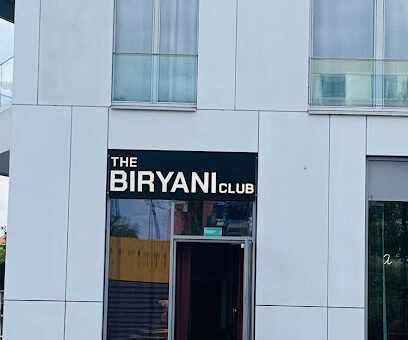 THE
BIRYANI CLUB